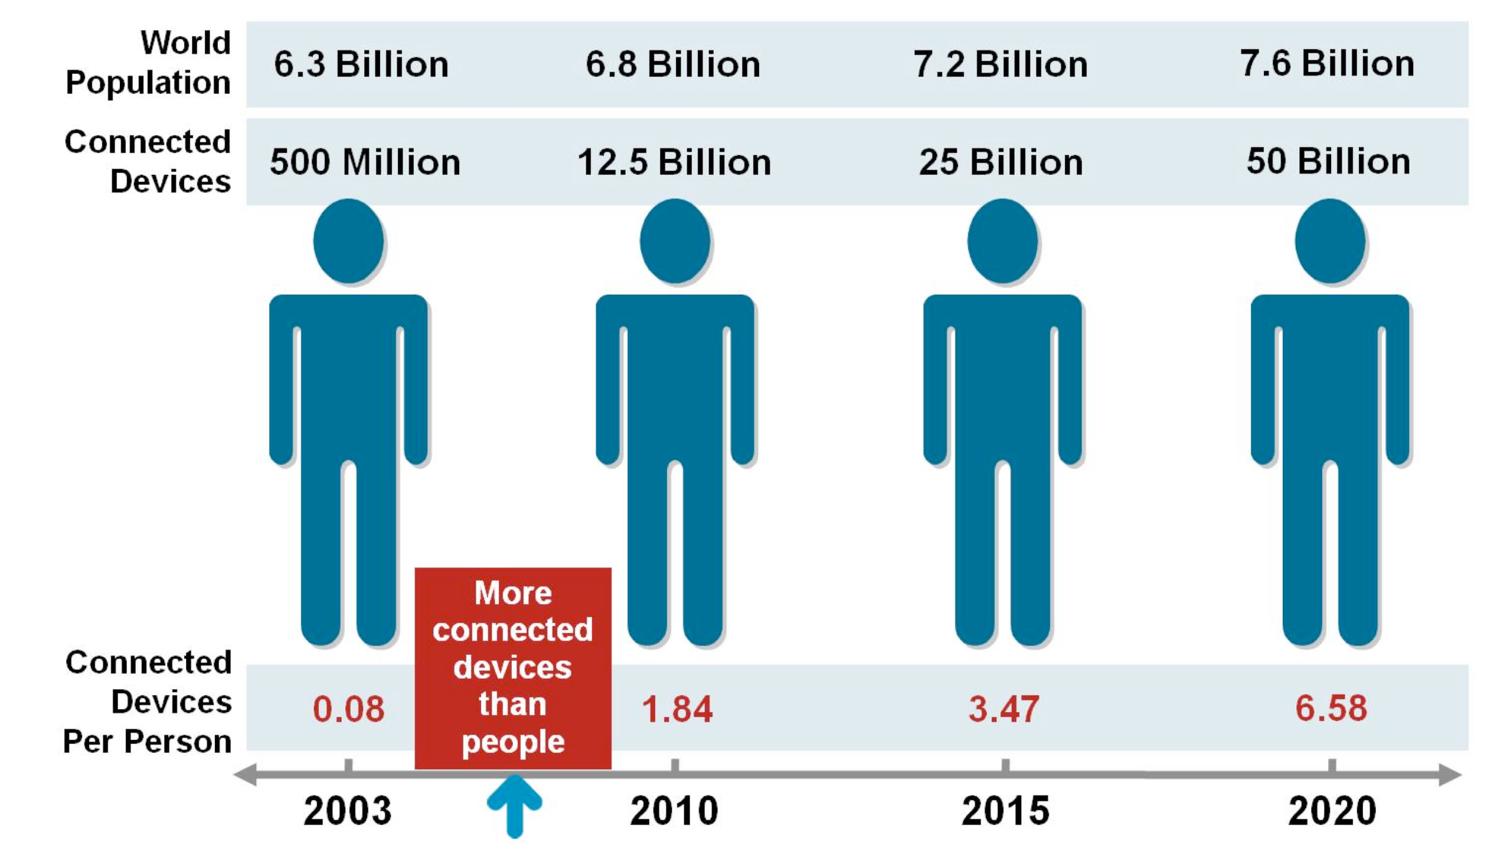 World
Population
6.3 Billion 6.8 Billion 7.2 Billion 7.6 Billion
Connected
Devices
500 Million 12.5 Billion 25 Billion 50 Billion
More
connected
devices
than
people
Connected
Devices
Per Person
0.08 1.84 3.47 6.58
2003 2010 2015 2020